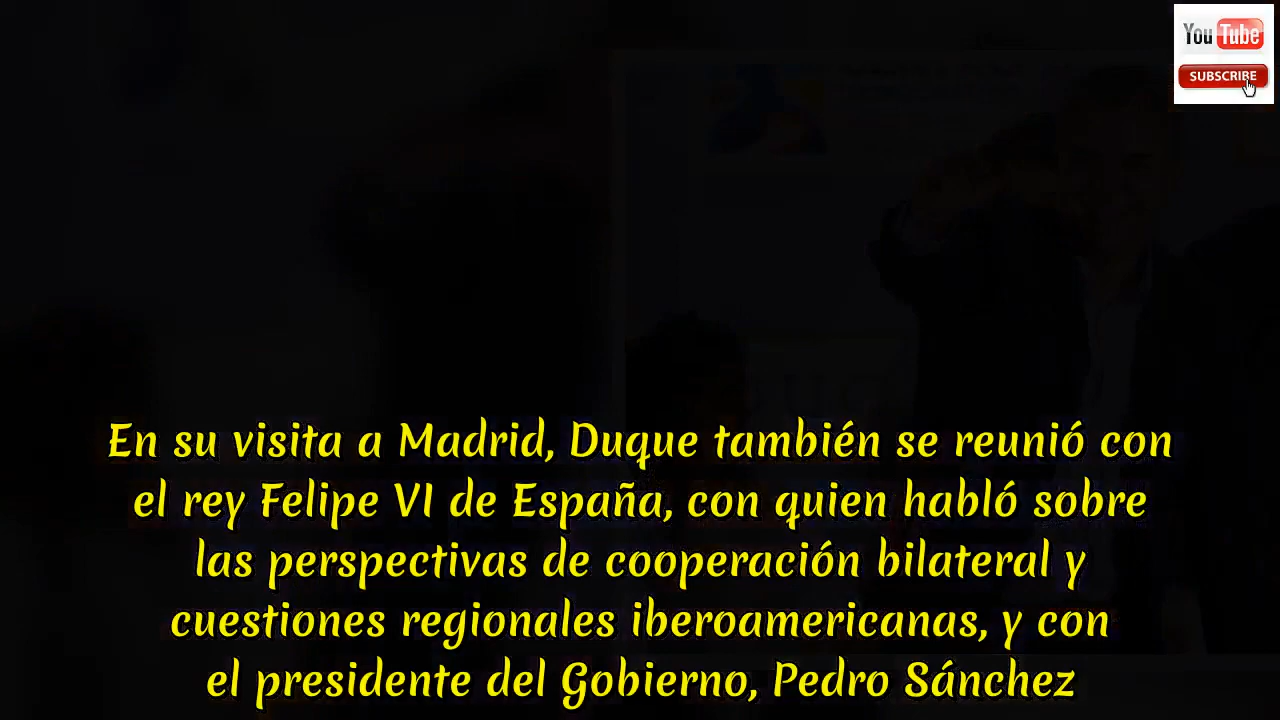 You Tube
SUBSCRIBE
En su visita a Madrid, Duque también se reunió con
el rey Felipe VI de España, con quien habló sobre
las perspectivas de cooperación bilateral y
cuestiones regionales iberoamericanas, y con
el presidente del Gobierno, Pedro Sánchez